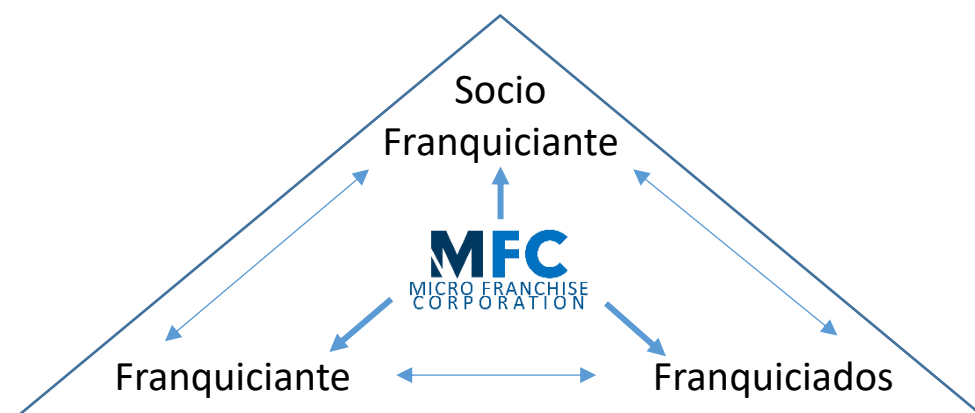 Socio
Franquiciante
MFC
MICRO FRANCHISE
CORPORATION
Franquiciante
Franquiciados